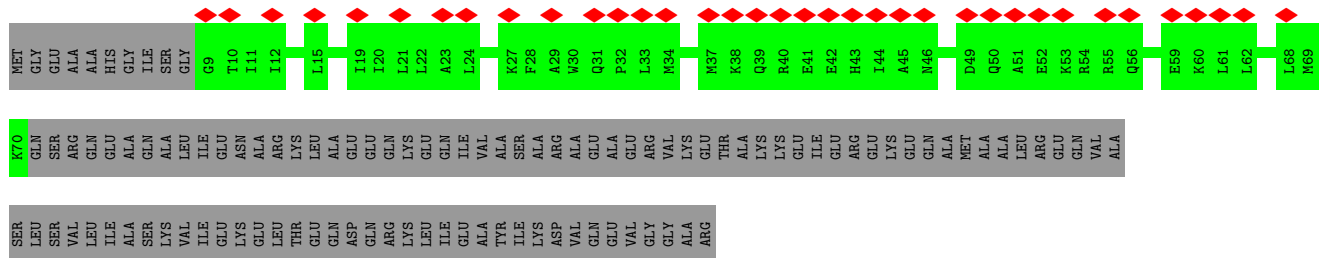 MET GLY GLU ALA ALA HIS GLY ILE SER GLY G9 T10 I11 I12 L15 I19 I20 L21 L22 A23 L24 K27 F28 A29 W30 Q31 P32 L33 M34 M37 K38 Q39 R40 E41 E42 H43 I44 A45 N46 D49 Q50 A51 E52 K53 R54 R55 Q56 E59 K60 L61 L62 L68 M69
K70 GLN SER ARG GLN GLU ALA GLN ALA LEU ILE GLU ASN ALA ARG LYS LEU ALA GLU GLU GLN LYS GLU GLN ILE VAL ALA SER ALA ARG ALA GLU ALA GLU ARG VAL LYS GLU THR ALA LYS LYS GLU ILE GLU ARG GLU LYS GLU GLN ALA MET ALA ALA LEU ARG GLU GLN VAL ALA
SER LEU SER VAL LEU ILE ALA SER LYS VAL ILE GLU LYS GLU LEU THR GLU GLN ASP GLN ARG LYS LEU ILE GLU ALA TYR ILE LYS ASP VAL GLN GLU VAL GLY GLY ALA ARG